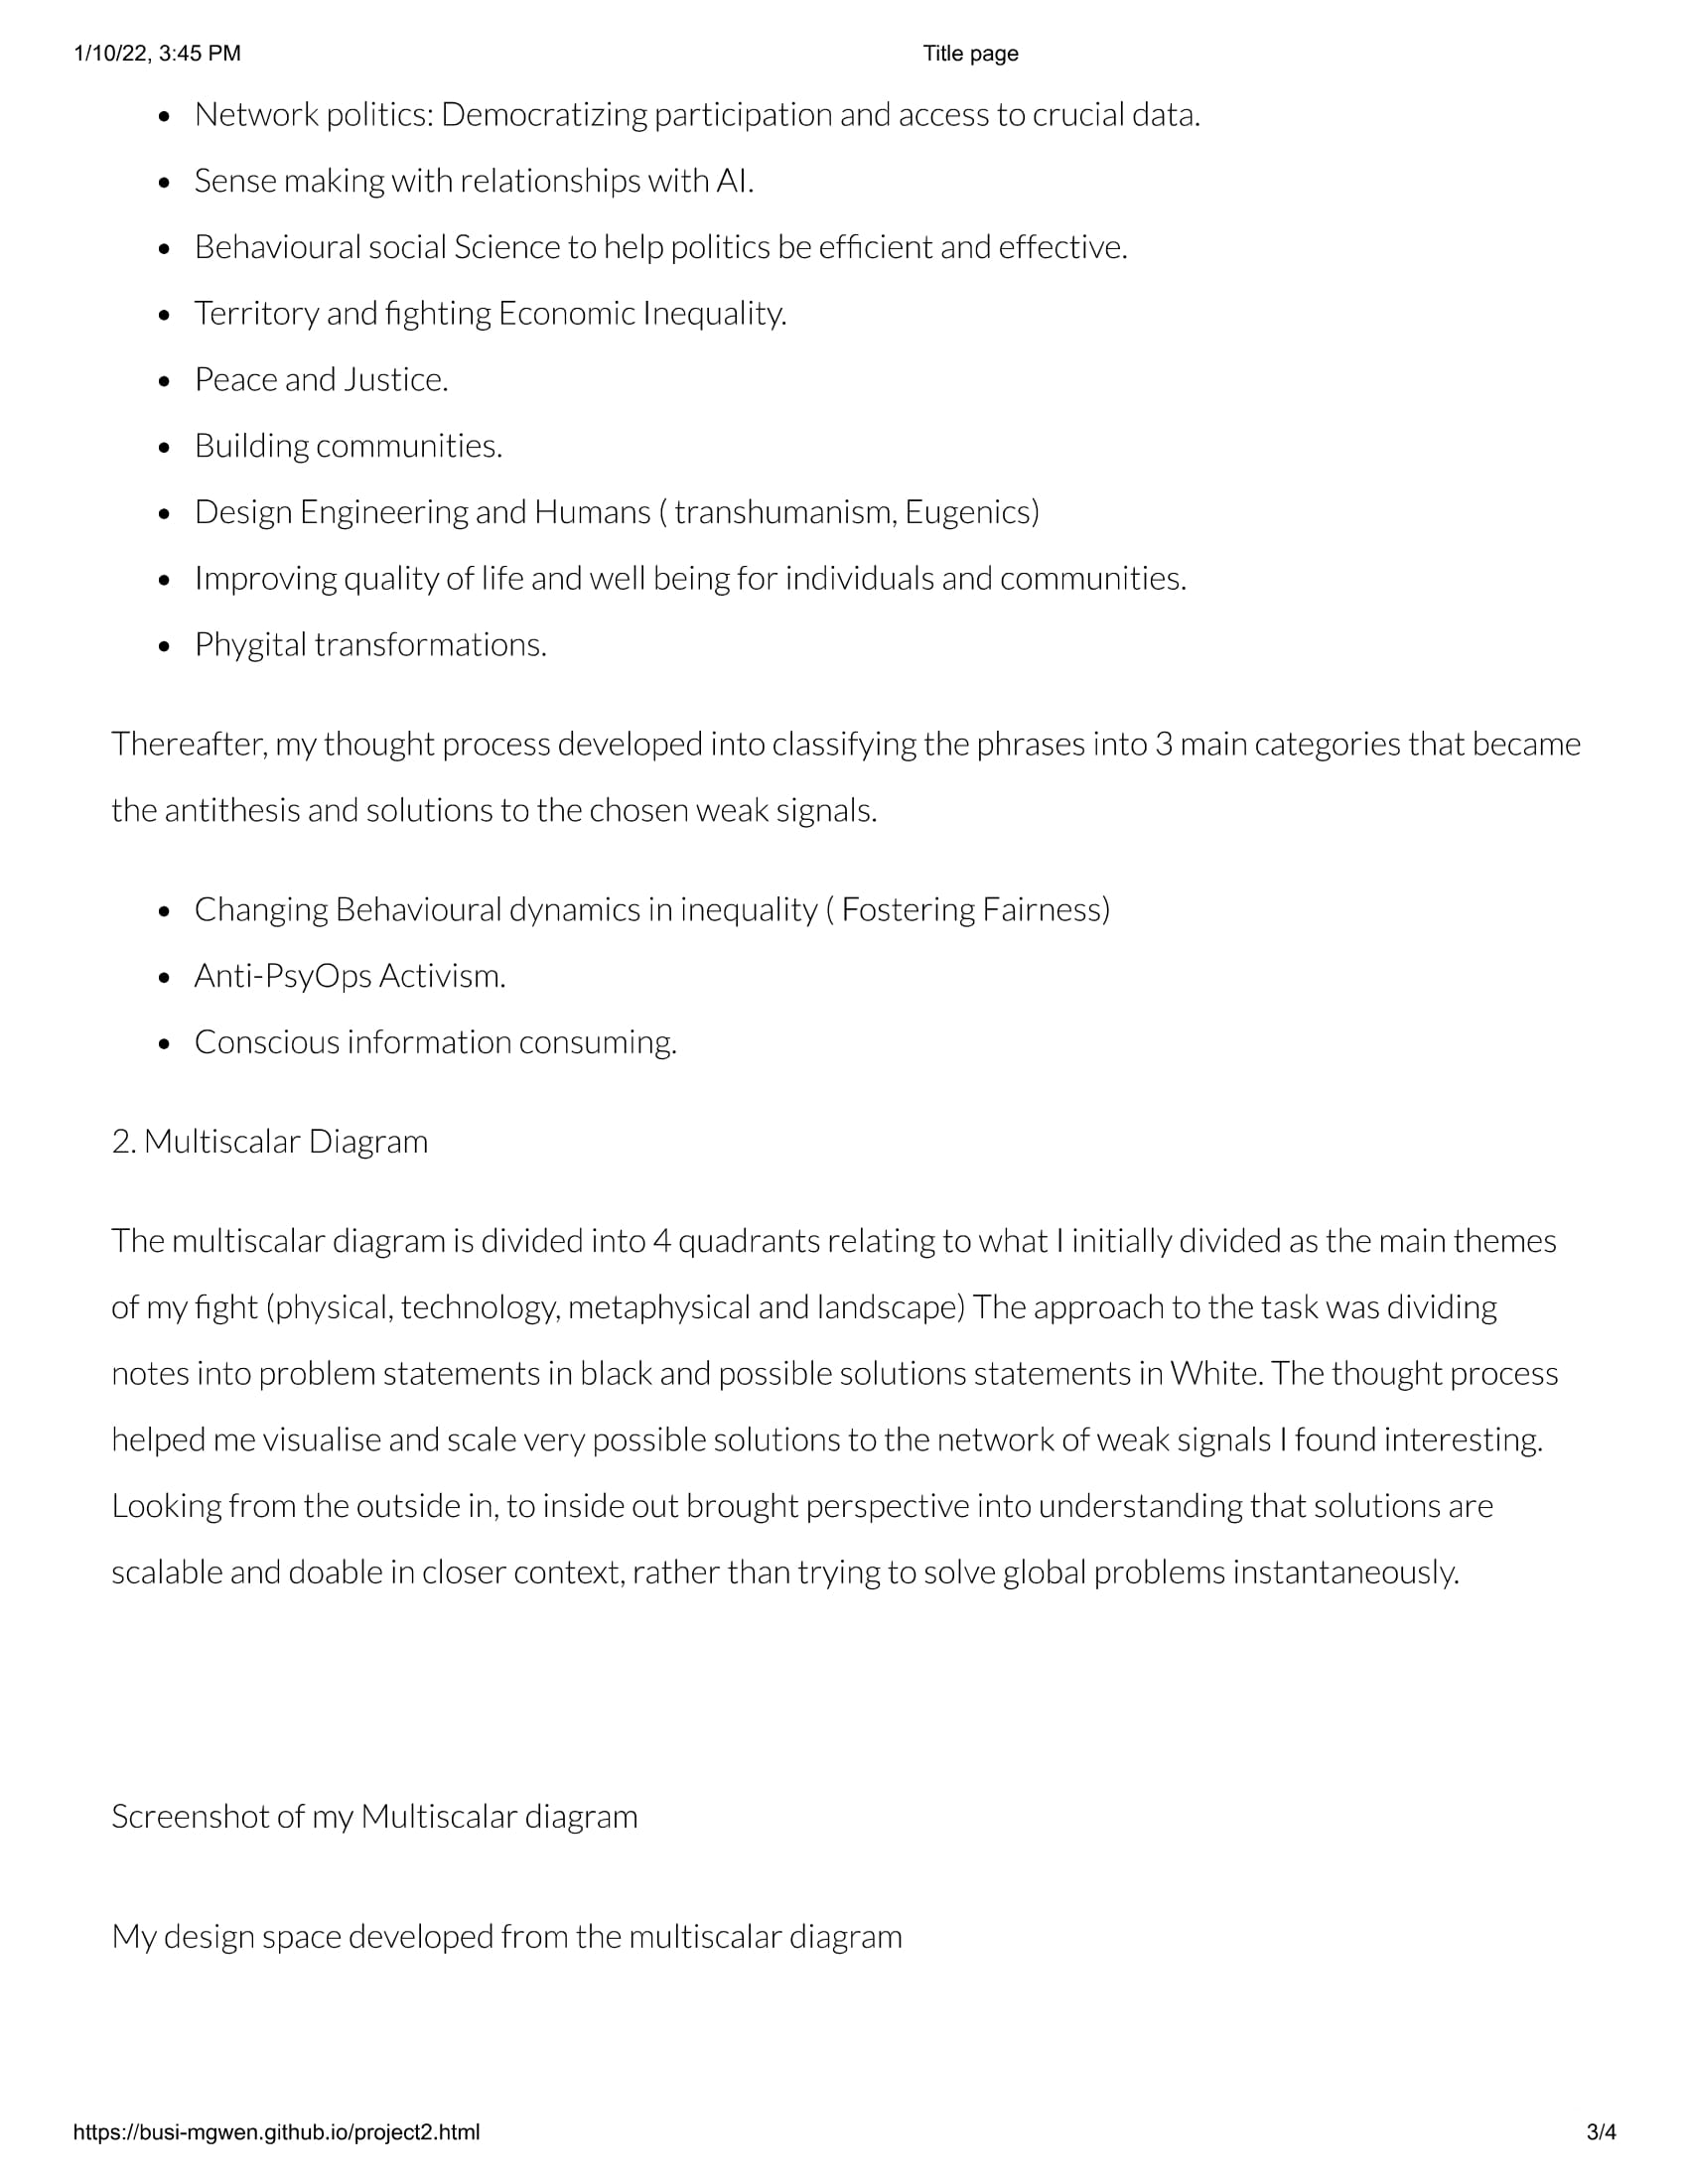 1/10/22, 3:45 PM
Title page
• Network politics: Democratizing participation and access to crucial data.
• Sense making with relationships with AI.
• Behavioural social Science to help politics be efficient and effective.
• Territory and fighting Economic Inequality.
• Peace and Justice.
• Building communities.
• Design Engineering and Humans ( transhumanism, Eugenics)
• Improving quality of life and well being for individuals and communities.
• Phygital transformations.
Thereafter, my thought process developed into classifying the phrases into 3 main categories that became
the antithesis and solutions to the chosen weak signals.
• Changing Behavioural dynamics in inequality ( Fostering Fairness)
• Anti-PsyOps Activism.
• Conscious information consuming.
2. Multiscalar Diagram
The multiscalar diagram is divided into 4 quadrants relating to what I initially divided as the main themes
of my fight (physical, technology, metaphysical and landscape) The approach to the task was dividing
notes into problem statements in black and possible solutions statements in White. The thought process
helped me visualise and scale very possible solutions to the network of weak signals I found interesting.
Looking from the outside in, to inside out brought perspective into understanding that solutions are
scalable and doable in closer context, rather than trying to solve global problems instantaneously.
Screenshot of my Multiscalar diagram
My design space developed from the multiscalar diagram
https://busi-mgwen.github.io/project2.html
3/4